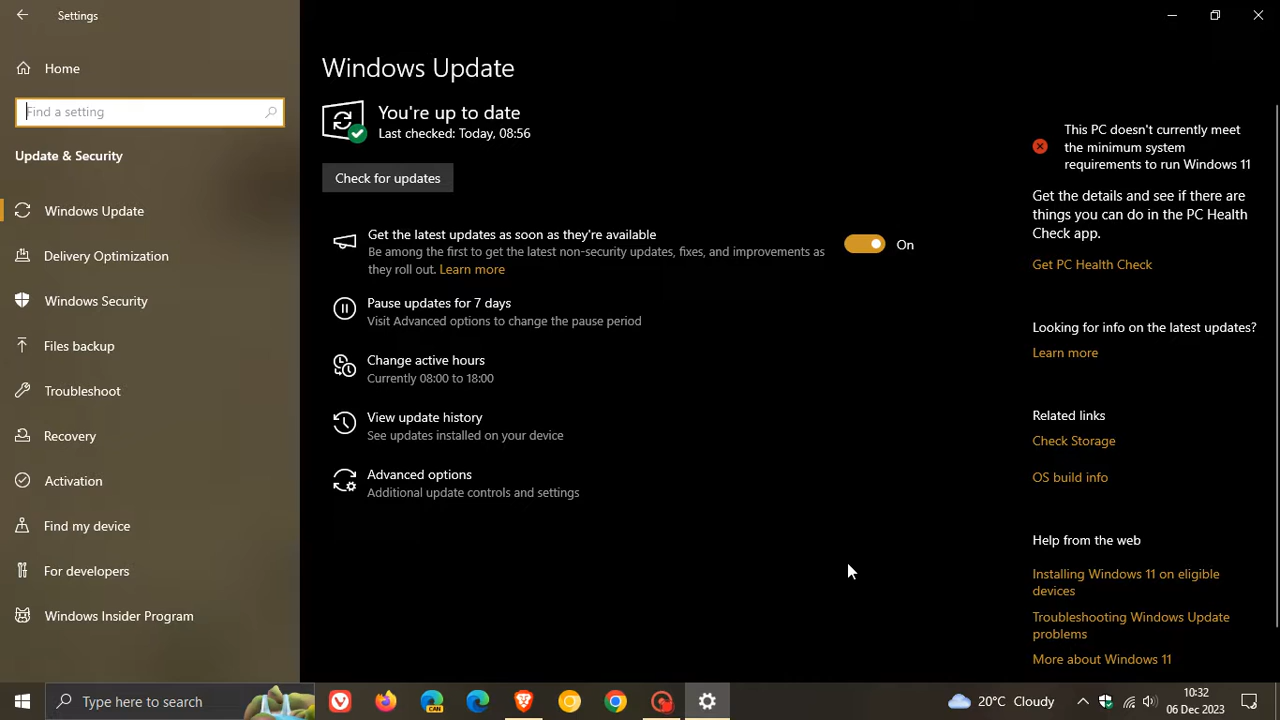 Settings
Home
Find a setting
Update & Security
Windows Update
Delivery Optimization
Windows Security
Files backup
Troubleshoot
Recovery
Activation
Find my device
For developers
Windows Insider Program
Windows Update
You're up to date
Last checked: Today, 08:56
Check for updates
Get the latest updates as soon as they're available
Be among the first to get the latest non-security updates, fixes, and improvements as
they roll out. Learn more
On
Pause updates for 7 days
Visit Advanced options to change the pause period
Change active hours
Currently 08:00 to 18:00
View update history
See updates installed on your device
Advanced options
Additional update controls and settings
This PC doesn't currently meet
the minimum system
requirements to run Windows 11
Get the details and see if there are
things you can do in the PC Health
Check app.
Get PC Health Check
Looking for info on the latest updates?
Learn more
Related links
Check Storage
OS build info
Help from the web
Installing Windows 11 on eligible
devices
Troubleshooting Windows Update
problems
More about Windows 11
Type here to search
CAN
20°C Cloudy
10:32
06 Dec 2023